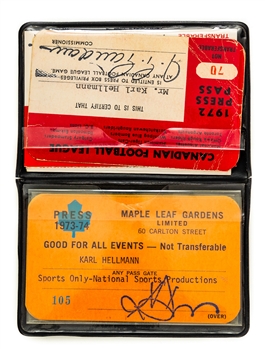 CANADIAN FOOTBALL LEAGUE
1972
PRESS
PASS
70
THIS IS TO CERTIFY THAT
Mr. Karl Hellmann
IS ENTITLED TO PRESS BOX PRIVILEGES
AT ANY CANADIAN FOOTBALL LEAGUE GAME
COMMISSIONER
TRANSFERABLE
PRESS
1973-74
MAPLE LEAF GARDENS
LIMITED
60 CARLTON STREET
GOOD FOR ALL EVENTS — Not Transferable
KARL HELLMANN
ANY PASS GATE
Sports Only-National Sports Productions
105
(OVER)